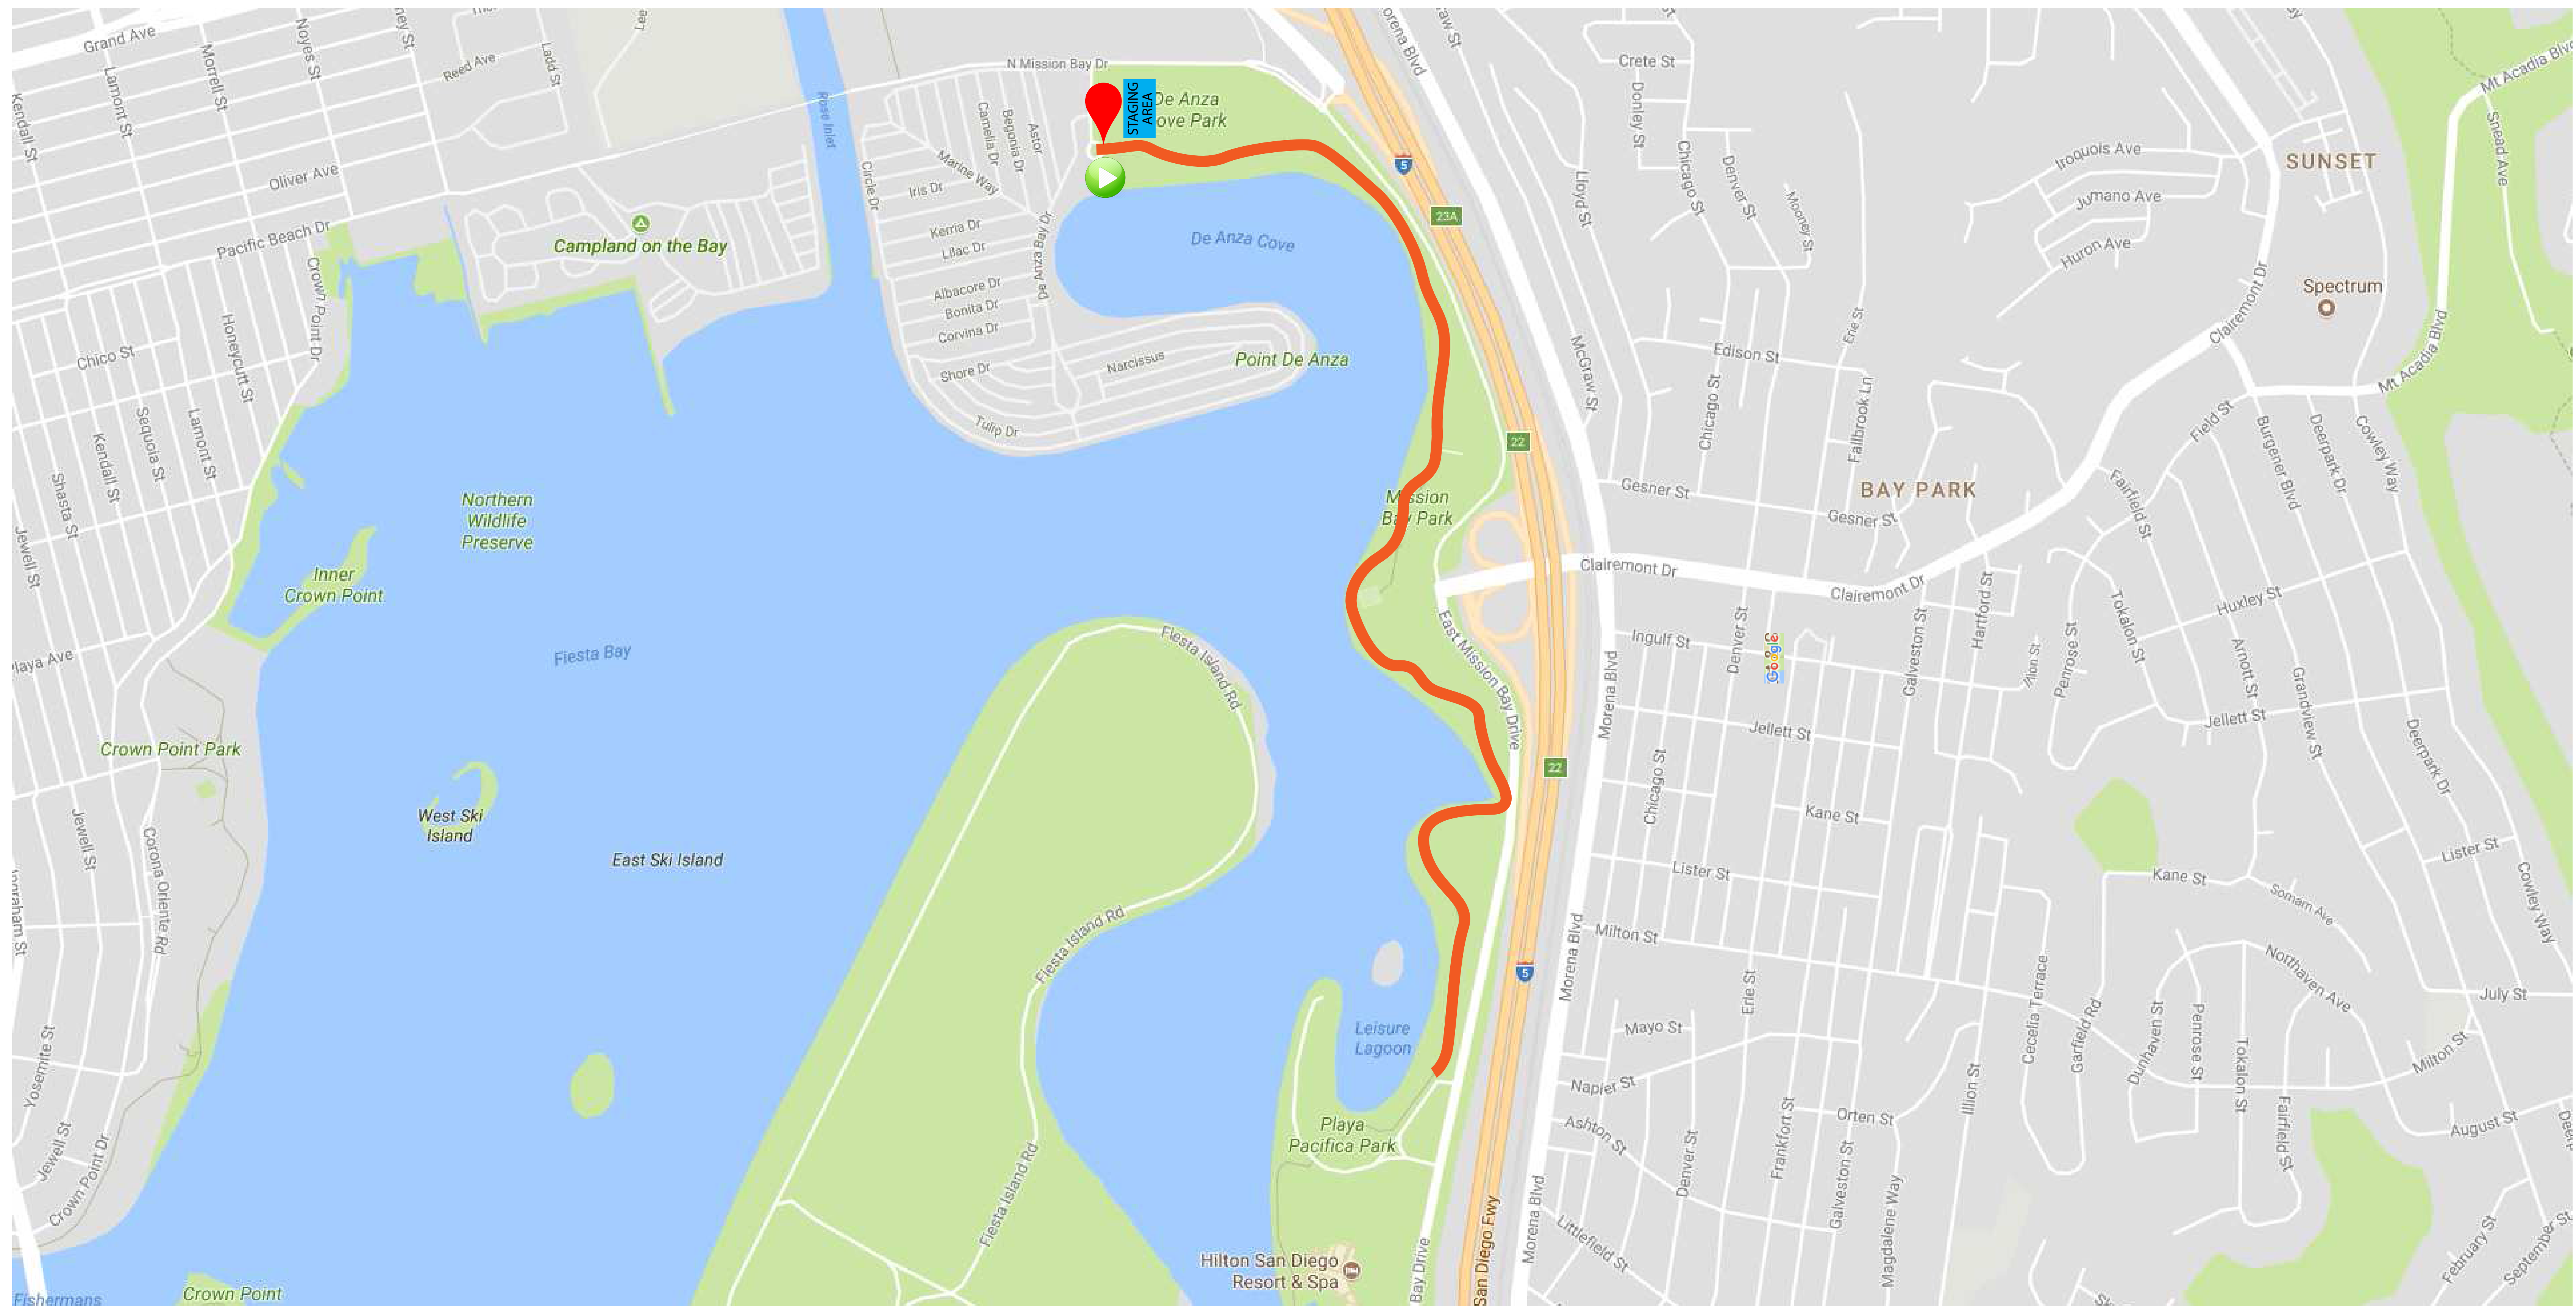 Grand Ave
Lamont St
Morrell St
Noyes St
Reed Ave
Ladd St
Lee
Kendall St
Oliver Ave
Pacific Beach Dr
Crown Point Dr
Honeycutt St
Chico St
Sequoia St
Lamont St
Kendall St
Shasta St
Jewell St
Rose Inlet
N Mission Bay Dr
STAGING
AREA
De Anza
ove Park
Camelia Dr
Begonia Dr
Astor
Marine Way
Circle Dr
Iris Dr
Kerria Dr
Lilac Dr
De Anza Bay Dr
Albacore Dr
Bonita Dr
Corvina Dr
Shore Dr
Narcissus
Tulip Dr
De Anza Cove
Point De Anza
Campland on the Bay
Northern
Wildlife
Preserve
Inner
Crown Point
Fiesta Bay
Crown Point Park
West Ski
Island
East Ski Island
Corona Oriente Rd
Jewell St
Yosemite St
Jewell St
Crown Point Dr
Crown Point
Fishermans
Fiesta Island Rd
Fiesta Island Rd
Fiesta Island Rd
Mission
Bay Park
East Mission Bay Drive
Leisure
Lagoon
Playa
Pacifica Park
Hilton San Diego
Resort & Spa
Bay Drive
San Diego Fwy
5
23A
22
22
5
Morena Blvd
Morena Blvd
Morena Blvd
Crete St
Donley St
Chicago St
Denver St
Mooney St
Lloyd St
McGraw St
Erie St
Edison St
Chicago St
Fallbrook Ln
Gesner St
Gesner St
BAY PARK
Clairemont Dr
Clairemont Dr
Clairemont Dr
Iroquois Ave
Jumano Ave
Huron Ave
SUNSET
Spectrum
Mt Acadia Blvd
Mt Acadia Blvd
Snead Ave
Field St
Burgener Blvd
Deerpark Dr
Cowley Way
Fairfield St
Ingulf St
Denver St
Google
Galveston St
Hartford St
Illion St
Penrose St
Tokalon St
Huxley St
Arnott St
Grandview St
Jellett St
Jellett St
Deerpark Dr
Chicago St
Kane St
Lister St
Lister St
Kane St
Cowley Way
Milton St
Northaven Ave
July St
Erie St
Mayo St
Cecelia Terrace
Garfield Rd
Dunhaven St
Penrose St
Tokalon St
Milton St
Napier St
Illion St
Orten St
Ashton St
Frankfort St
Denver St
Galveston St
Fairfield St
August St
Magdalene Way
Littlefield St
February St
September St